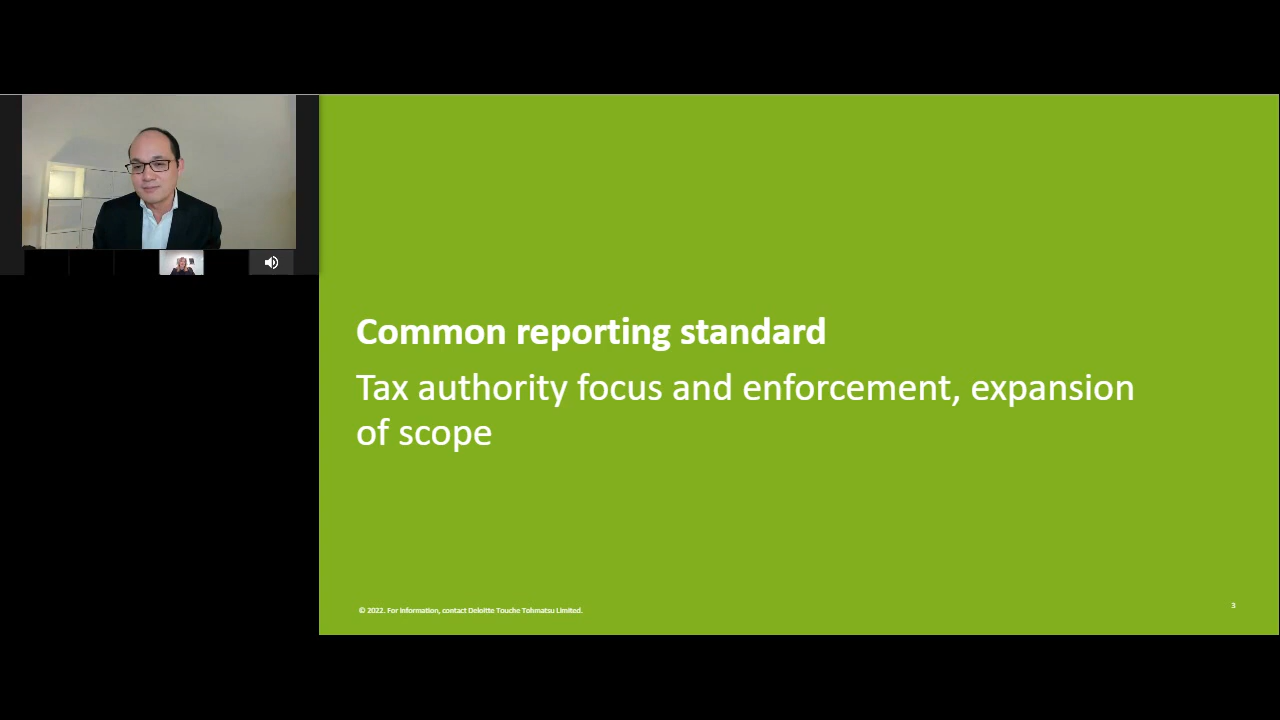 Common reporting standard
Tax authority focus and enforcement, expansion
of scope
© 2022. For information, contact Deloitte Touche Tohmatsu Limited.
3